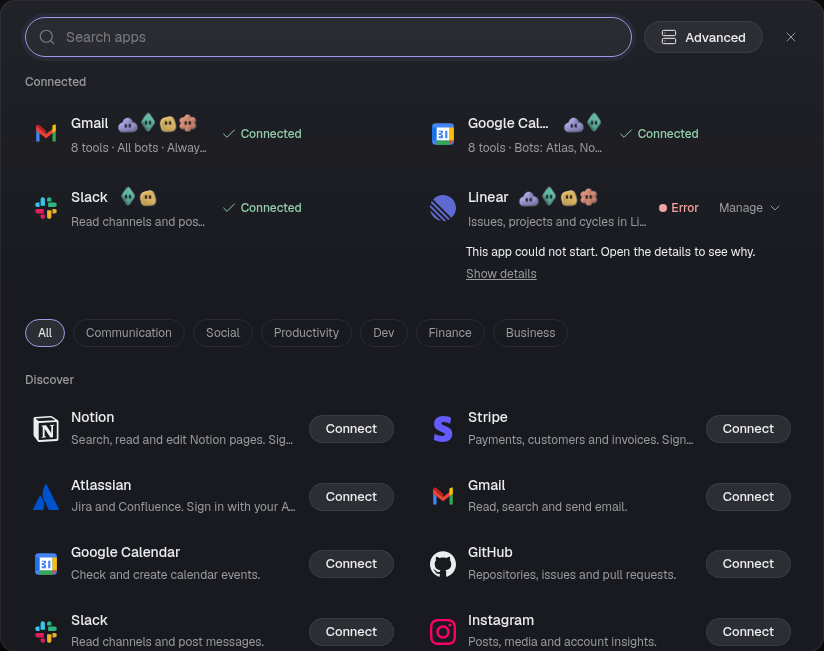 Search apps
Advanced
Connected
Gmail
Connected
8 tools · All bots · Alway...
Google Cal...
Connected
8 tools · Bots: Atlas, No...
Slack
Connected
Read channels and pos...
Linear
Error
Manage
Issues, projects and cycles in Li...
This app could not start. Open the details to see why.
Show details
All
Communication
Social
Productivity
Dev
Finance
Business
Discover
Notion
Search, read and edit Notion pages. Sig...
Connect
Stripe
Payments, customers and invoices. Sign...
Connect
Atlassian
Jira and Confluence. Sign in with your A...
Connect
Gmail
Read, search and send email.
Connect
Google Calendar
Check and create calendar events.
Connect
GitHub
Repositories, issues and pull requests.
Connect
Slack
Read channels and post messages.
Connect
Instagram
Posts, media and account insights.
Connect